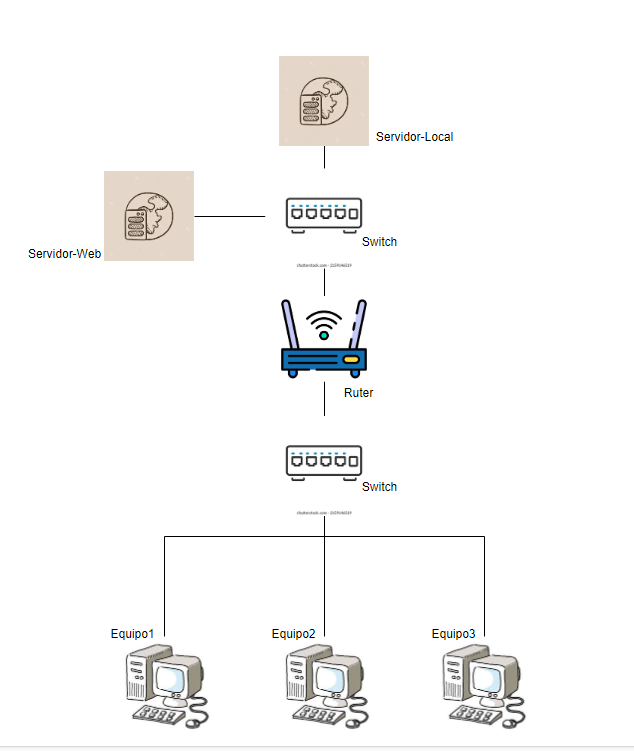 Servidor-Local
Servidor-Web
Switch
Ruter
Switch
Equipo1
Equipo2
Equipo3